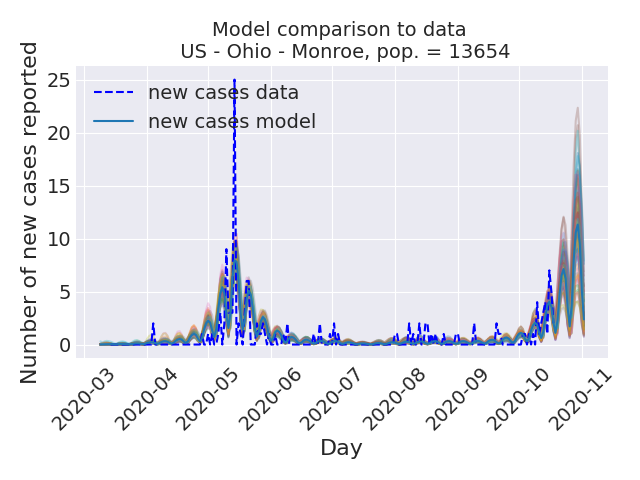 Model comparison to data
US - Ohio - Monroe, pop. = 13654
Number of new cases reported
25
20
15
10
5
0
new cases data
new cases model
2020-03
2020-04
2020-05
2020-06
2020-07
2020-08
2020-09
2020-10
2020-11
Day